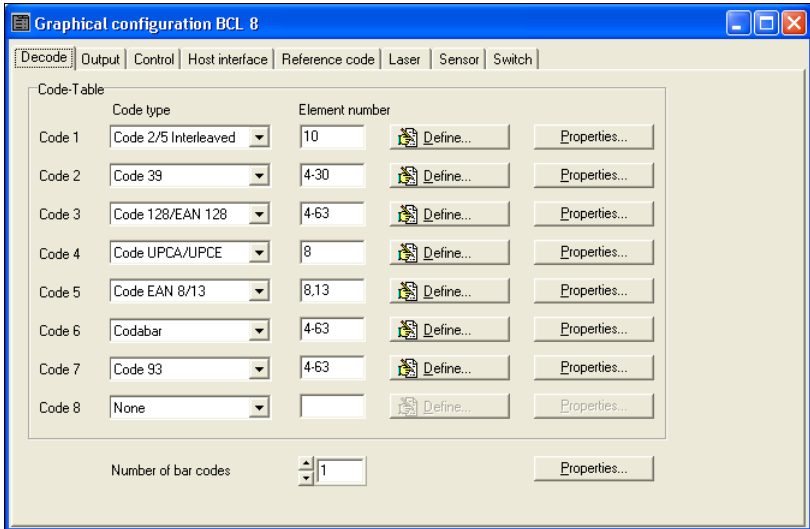 Graphical configuration BCL 8
Decode Output Control Host interface Reference code Laser Sensor Switch
Code-Table
Code type Element number
Code 1 Code 2/5 Interleaved 10 Define... Properties...
Code 2 Code 39 4-30 Define... Properties...
Code 3 Code 128/EAN 128 4-63 Define... Properties...
Code 4 Code UPCA/UPCE 8 Define... Properties...
Code 5 Code EAN 8/13 8,13 Define... Properties...
Code 6 Codabar 4-63 Define... Properties...
Code 7 Code 93 4-63 Define... Properties...
Code 8 None Define... Properties...
Number of bar codes 1 Properties...